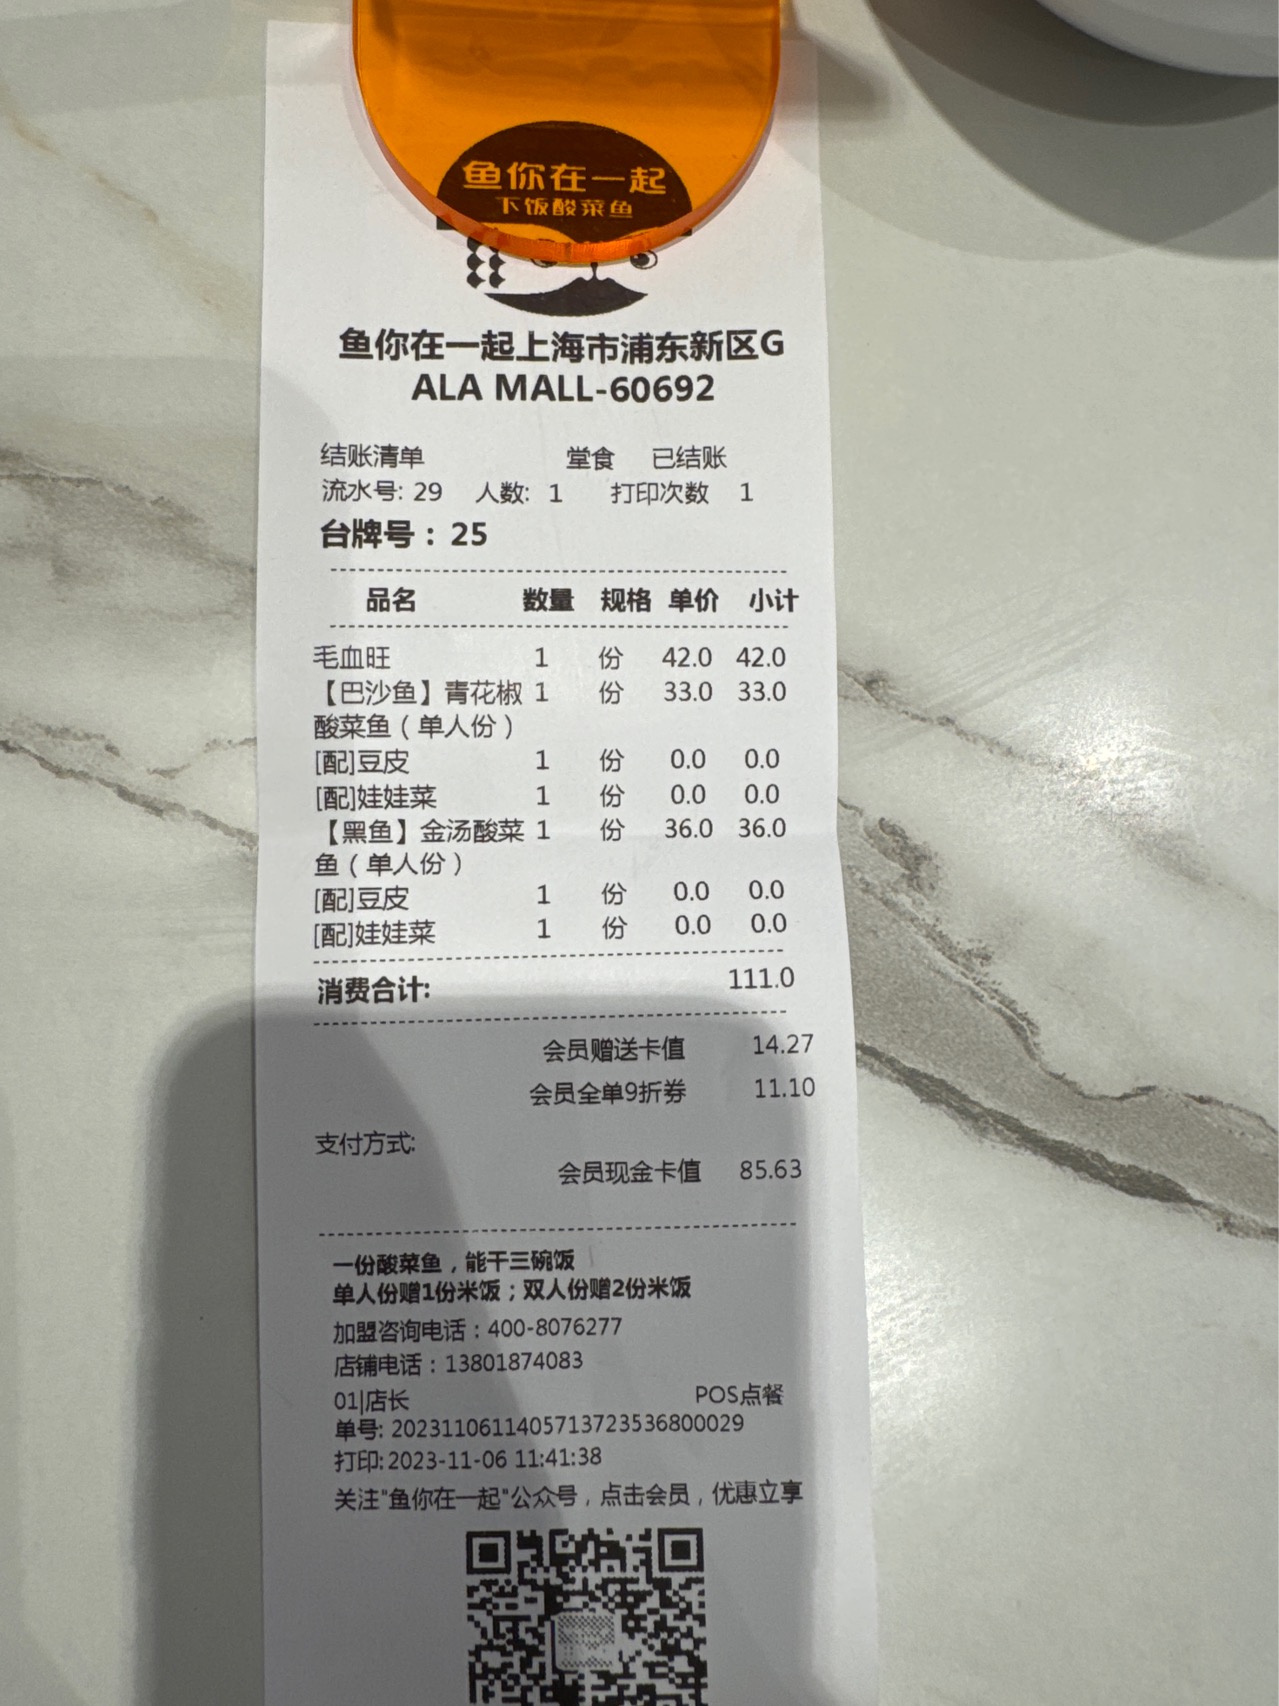 鱼你在一起
下饭酸菜鱼
鱼你在一起上海市浦东新区G
ALA MALL-60692
结账清单 堂食 已结账
流水号: 29 人数: 1 打印次数 1
台牌号：25
品名 数量 规格 单价 小计
毛血旺 1 份 42.0 42.0
【巴沙鱼】青花椒 1 份 33.0 33.0
酸菜鱼（单人份）
[配]豆皮 1 份 0.0 0.0
[配]娃娃菜 1 份 0.0 0.0
【黑鱼】金汤酸菜 1 份 36.0 36.0
鱼（单人份）
[配]豆皮 1 份 0.0 0.0
[配]娃娃菜 1 份 0.0 0.0
消费合计: 111.0
会员赠送卡值 14.27
会员全单9折券 11.10
支付方式:
会员现金卡值 85.63
一份酸菜鱼，能干三碗饭
单人份赠1份米饭；双人份赠2份米饭
加盟咨询电话：400-8076277
店铺电话：13801874083
01|店长 POS点餐
单号: 20231106114057137235368​00029
打印:2023-11-06 11:41:38
关注"鱼你在一起"公众号，点击会员，优惠立享